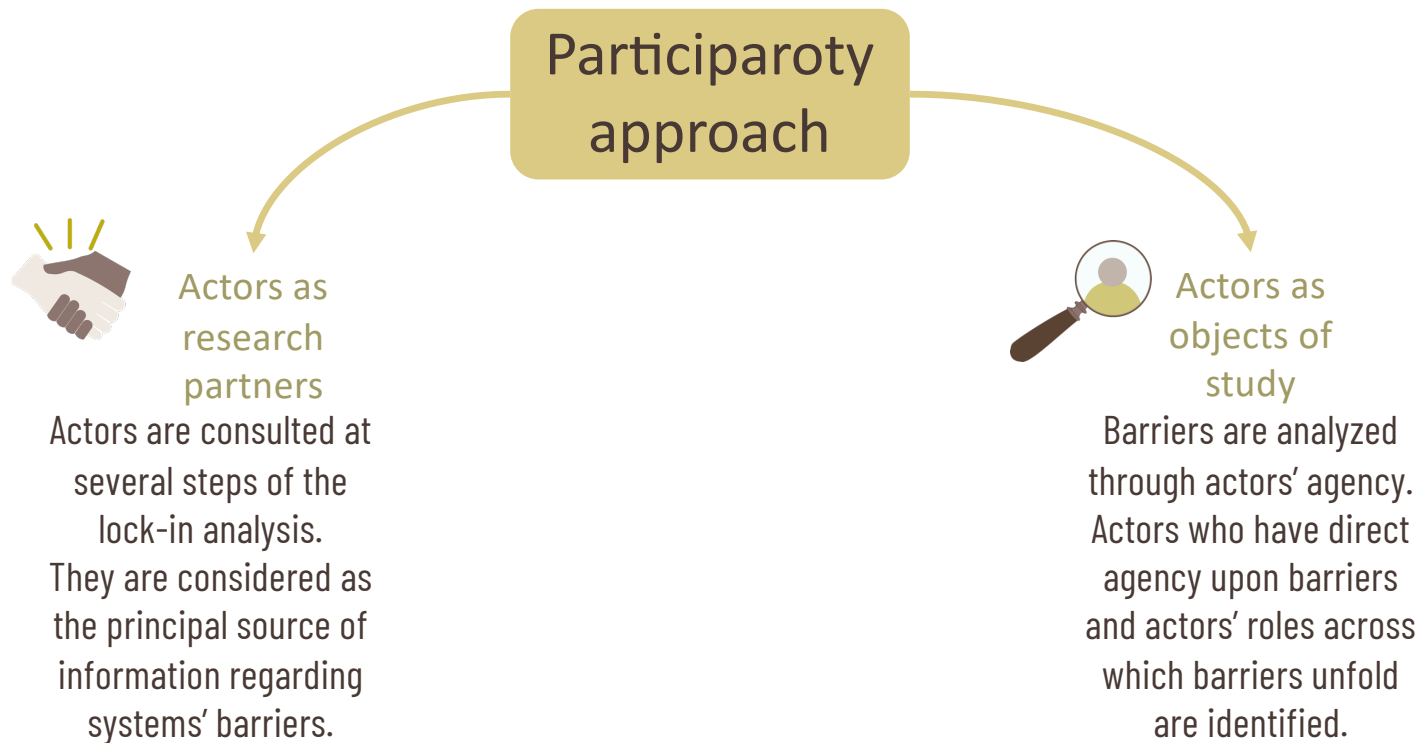 Participaroty
approach
Actors as
research
partners
Actors are consulted at
several steps of the
lock-in analysis.
They are considered as
the principal source of
information regarding
systems’ barriers.
Actors as
objects of
study
Barriers are analyzed
through actors’ agency.
Actors who have direct
agency upon barriers
and actors’ roles across
which barriers unfold
are identified.